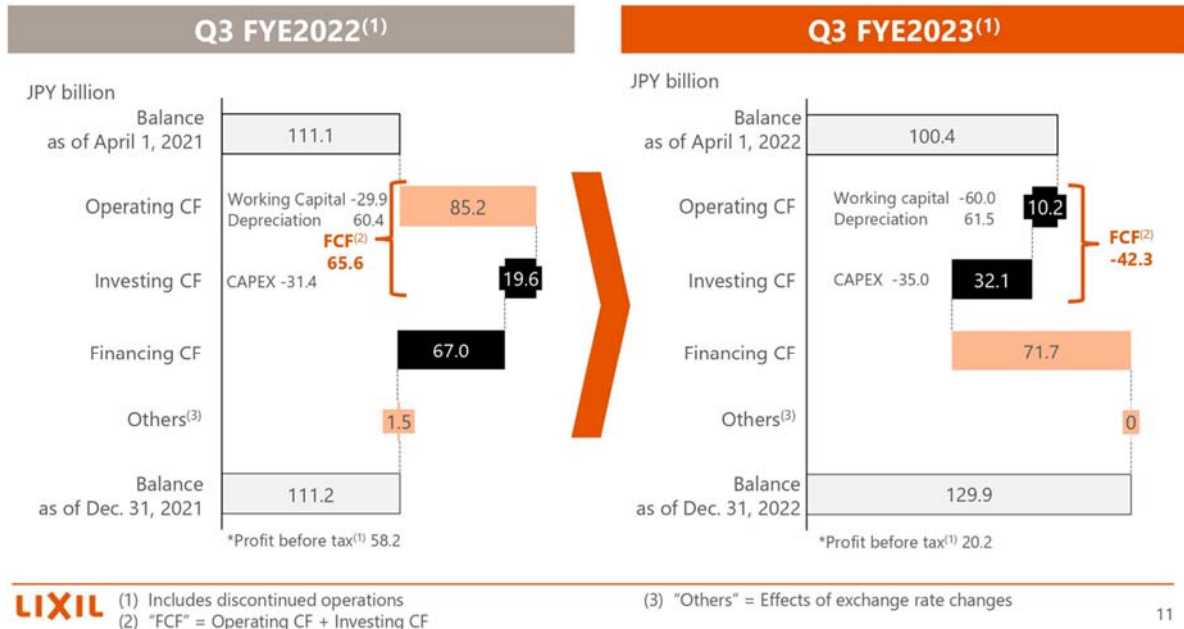 Q3 FYE2022(1)
JPY billion
Balance
as of April 1, 2021
111.1
Operating CF
Working Capital -29.9
Depreciation 60.4
85.2
FCF(2)
65.6
Investing CF
CAPEX -31.4
19.6
Financing CF
67.0
Others(3)
1.5
Balance
as of Dec. 31, 2021
111.2
*Profit before tax(1) 58.2
Q3 FYE2023(1)
JPY billion
Balance
as of April 1, 2022
100.4
Operating CF
Working capital -60.0
Depreciation 61.5
10.2
FCF(2)
-42.3
Investing CF
CAPEX -35.0
32.1
Financing CF
71.7
Others(3)
0
Balance
as of Dec. 31, 2022
129.9
*Profit before tax(1) 20.2
LIXIL
(1) Includes discontinued operations
(2) "FCF" = Operating CF + Investing CF
(3) "Others" = Effects of exchange rate changes
11